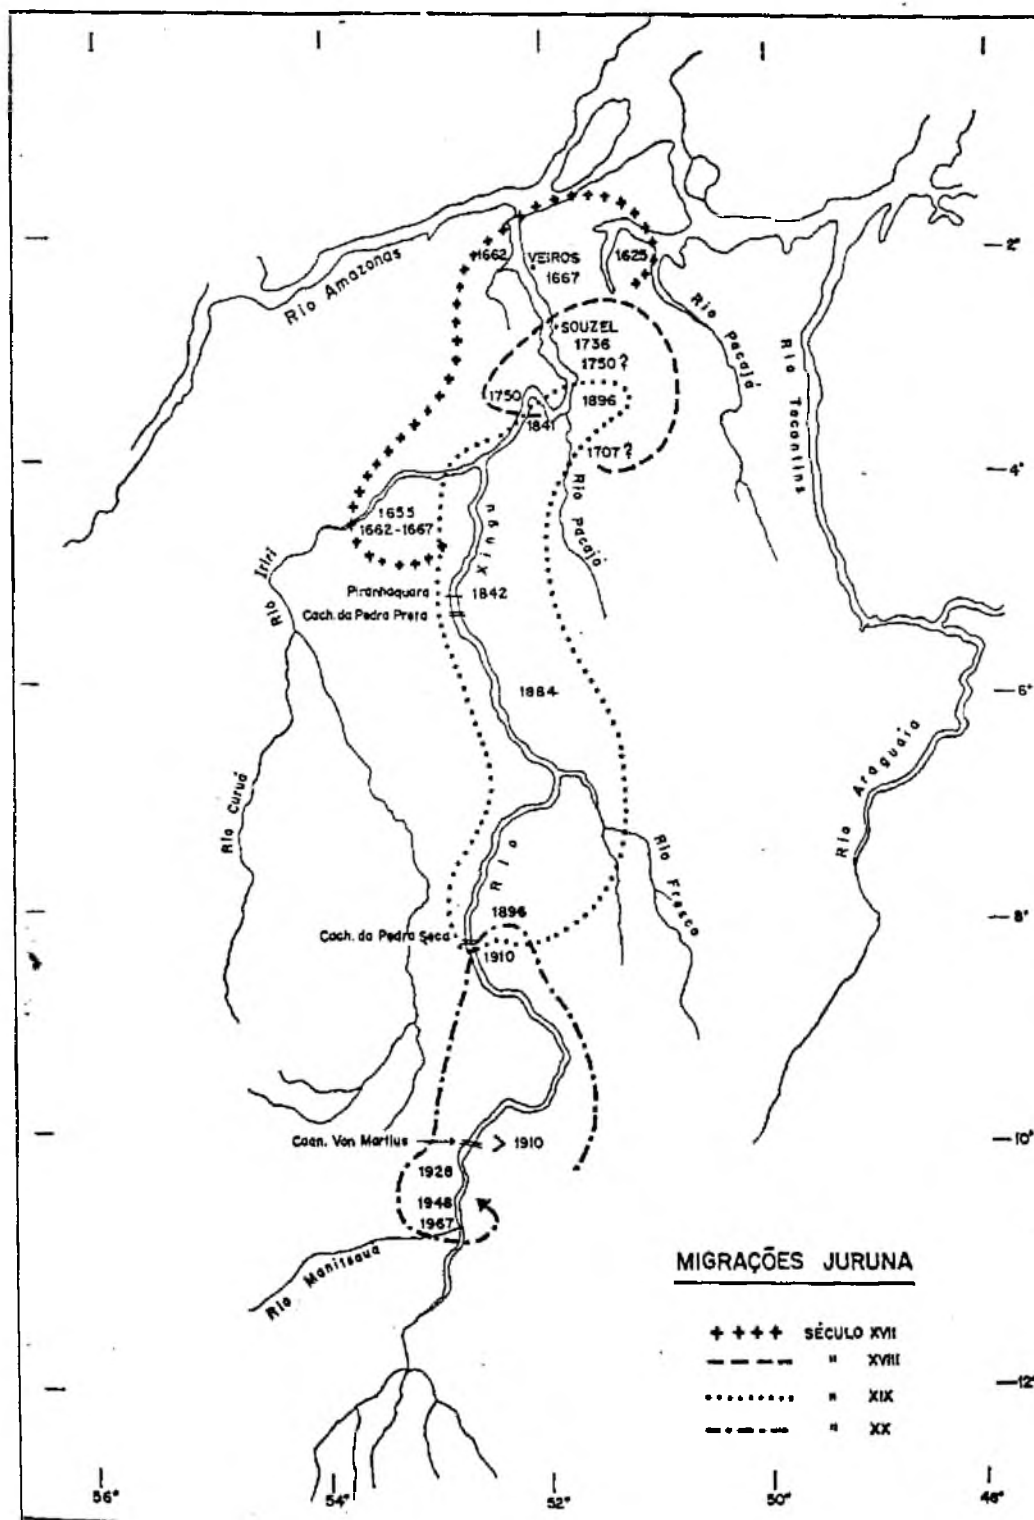 2°
Rio Amazonas
1662
VEIROS
1667
1625
Rio Pacajá
Rio Tocantins
SOUZEL
1736
1750?
1750
1896
1841
1707?
4°
Rio Pacajá
1655
1662-1667
Xingu
Rio Iriri
Piranhaquara
1842
Cach. da Pedra Preta
1884
6°
Rio Araguaia
Rio Curuá
Rio
Rio Fresco
1896
8°
Cach. da Pedra Seca
1910
Von Martius
> 1910
10°
1928
1948
1967
Rio Manitsauá
MIGRAÇÕES JURUNA
++++ SÉCULO XVII
" XVIII
" XIX
" XX
12°
56°
54°
52°
50°
48°